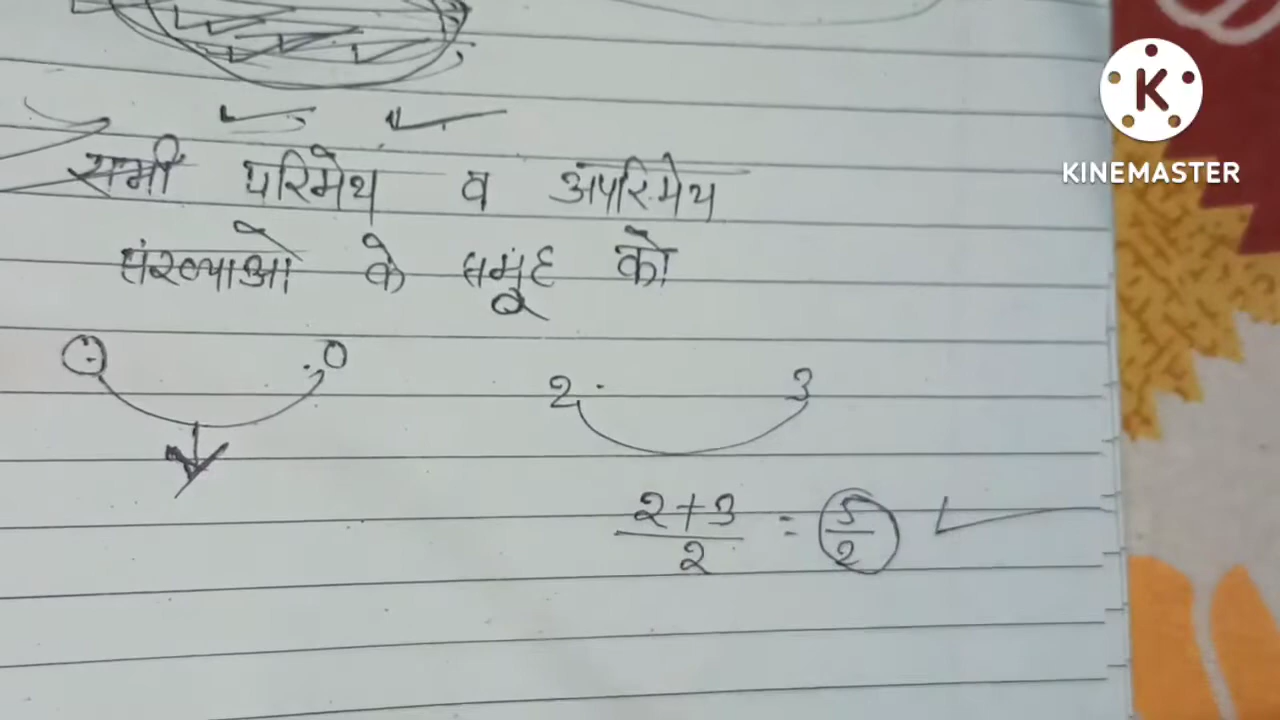 सभी परिमेय व अपरिमेय
संख्याओं के समूह को
0
2 3
2+3/2 = 5/2
K
KINEMASTER